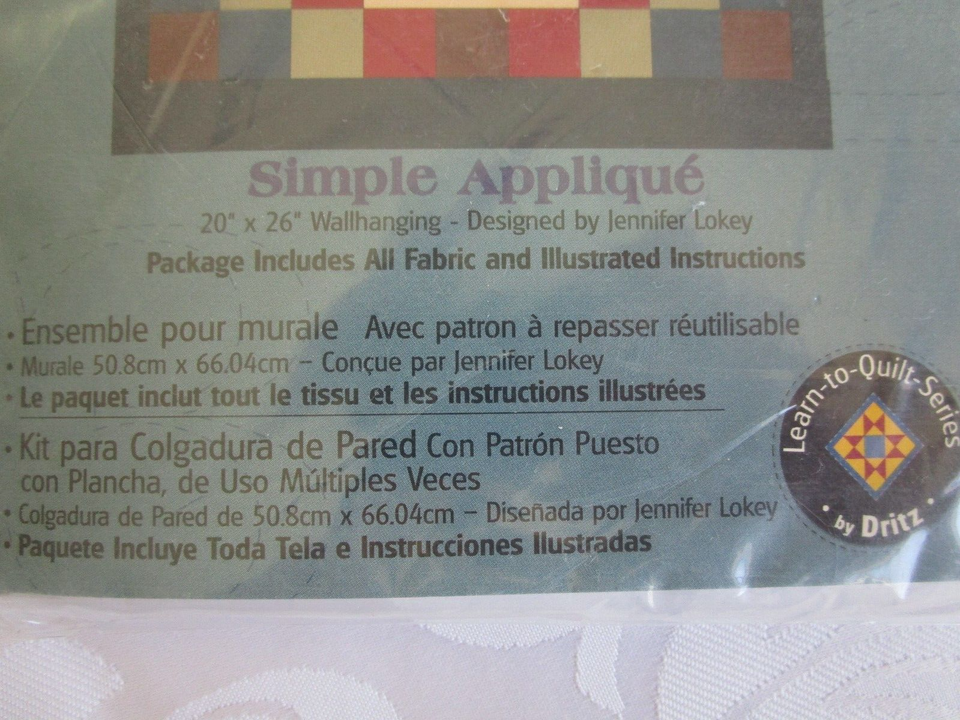 Simple Appliqué
20" x 26" Wallhanging - Designed by Jennifer Lokey
Package Includes All Fabric and Illustrated Instructions
• Ensemble pour murale Avec patron à repasser réutilisable
• Murale 50.8cm x 66.04cm – Conçue par Jennifer Lokey
• Le paquet inclut tout le tissu et les instructions illustrées
• Kit para Colgadura de Pared Con Patrón Puesto
con Plancha, de Uso Múltiples Veces
• Colgadura de Pared de 50.8cm x 66.04cm – Diseñada por Jennifer Lokey
• Paquete Incluye Toda Tela e Instrucciones Ilustradas
Learn-to-Quilt-Series
• by Dritz •